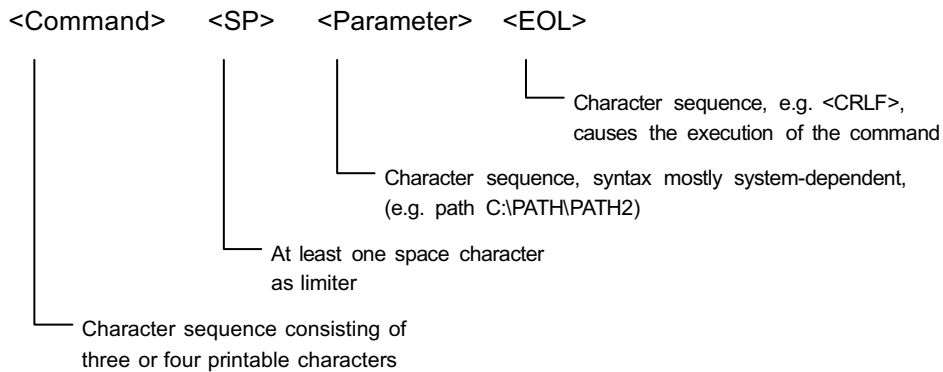 <Command> <SP> <Parameter> <EOL>
Character sequence, e.g. <CRLF>,
causes the execution of the command
Character sequence, syntax mostly system-dependent,
(e.g. path C:\PATH\PATH2)
At least one space character
as limiter
Character sequence consisting of
three or four printable characters